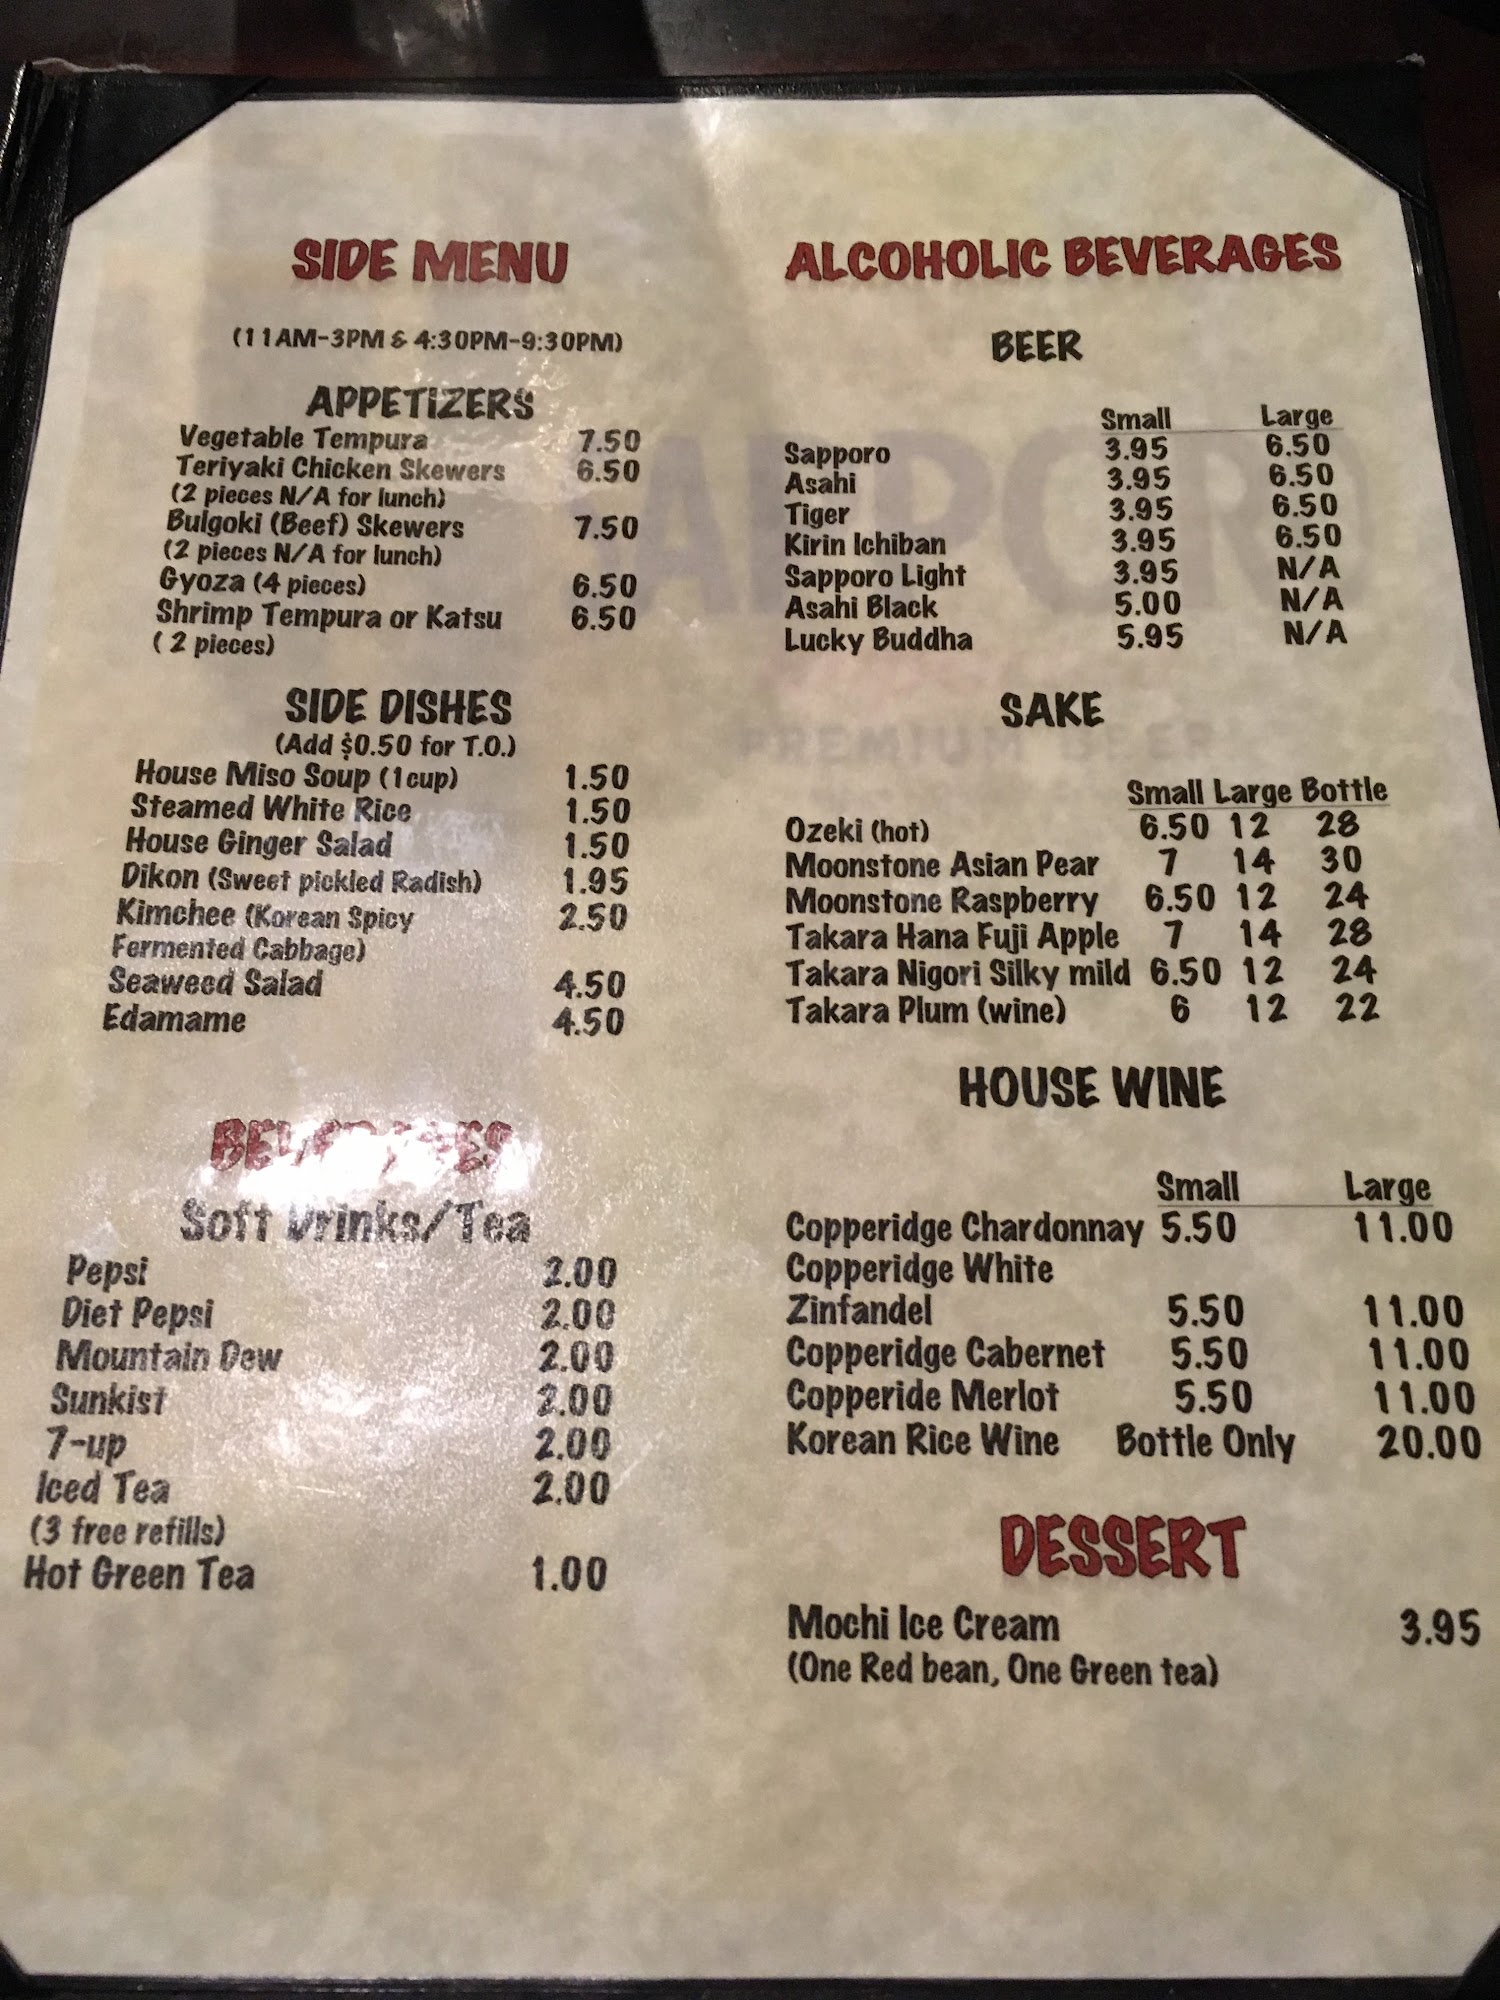 SIDE MENU
(11AM-3PM & 4:30PM-9:30PM)
APPETIZERS
Vegetable Tempura 7.50
Teriyaki Chicken Skewers 6.50
(2 pieces N/A for lunch)
Bulgoki (Beef) Skewers 7.50
(2 pieces N/A for lunch)
Gyoza (4 pieces) 6.50
Shrimp Tempura or Katsu 6.50
( 2 pieces)
SIDE DISHES
(Add $0.50 for T.O.)
House Miso Soup (1cup) 1.50
Steamed White Rice 1.50
House Ginger Salad 1.50
Dikon (Sweet pickled Radish) 1.95
Kimchee (Korean Spicy 2.50
Fermented Cabbage)
Seaweed Salad 4.50
Edamame 4.50
BEVERAGES
Soft Drinks/Tea
Pepsi 2.00
Diet Pepsi 2.00
Mountain Dew 2.00
Sunkist 2.00
7-up 2.00
Iced Tea 2.00
(3 free refills)
Hot Green Tea 1.00
ALCOHOLIC BEVERAGES
BEER
Small Large
Sapporo 3.95 6.50
Asahi 3.95 6.50
Tiger 3.95 6.50
Kirin Ichiban 3.95 6.50
Sapporo Light 3.95 N/A
Asahi Black 5.00 N/A
Lucky Buddha 5.95 N/A
SAKE
Small Large Bottle
Ozeki (hot) 6.50 12 28
Moonstone Asian Pear 7 14 30
Moonstone Raspberry 6.50 12 24
Takara Hana Fuji Apple 7 14 28
Takara Nigori Silky mild 6.50 12 24
Takara Plum (wine) 6 12 22
HOUSE WINE
Small Large
Copperidge Chardonnay 5.50 11.00
Copperidge White
Zinfandel 5.50 11.00
Copperidge Cabernet 5.50 11.00
Copperide Merlot 5.50 11.00
Korean Rice Wine Bottle Only 20.00
DESSERT
Mochi Ice Cream 3.95
(One Red bean, One Green tea)